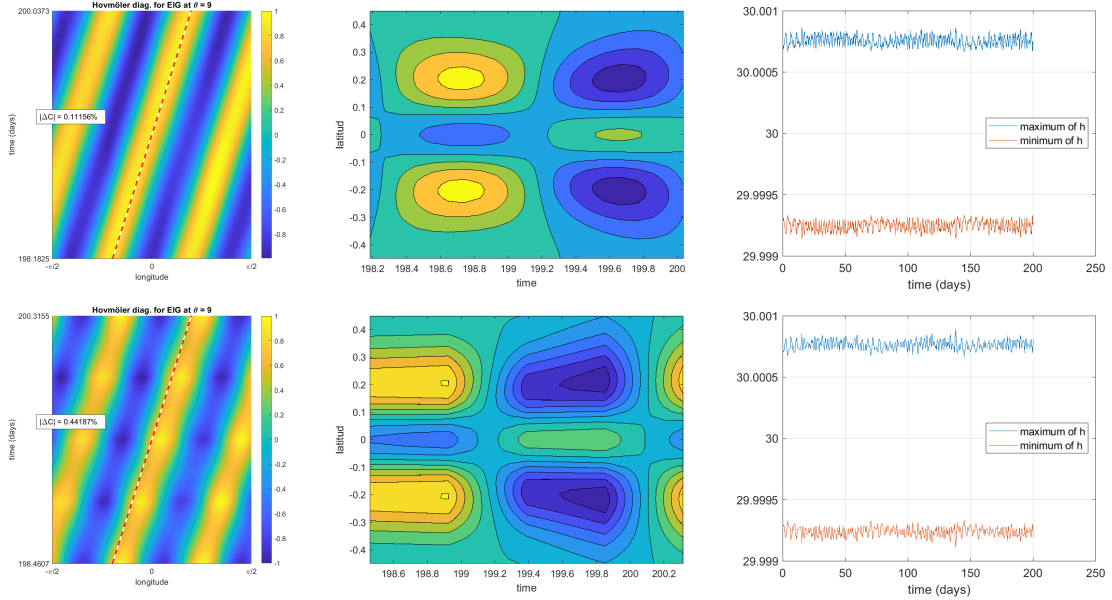 Hovmöler diag. for EIG at θ = 9
200.0373
time (days)
|ΔC| = 0.11156%
198.1825
−π/2
0
π/2
longitude
1
0.8
0.6
0.4
0.2
0
-0.2
-0.4
-0.6
-0.8
latitud
0.4
0.3
0.2
0.1
0
-0.1
-0.2
-0.3
-0.4
198.2 198.4 198.6 198.8 199 199.2 199.4 199.6 199.8 200
time
30.001
30.0005
30
29.9995
29.999
maximum of h
minimum of h
0 50 100 150 200 250
time (days)
Hovmöler diag. for EIG at θ = 9
200.3155
time (days)
|ΔC| = 0.44187%
198.4607
−π/2
0
π/2
longitude
1
0.8
0.6
0.4
0.2
0
-0.2
-0.4
-0.6
-0.8
-1
latitud
0.4
0.3
0.2
0.1
0
-0.1
-0.2
-0.3
-0.4
198.6 198.8 199 199.2 199.4 199.6 199.8 200 200.2
time
30.001
30.0005
30
29.9995
29.999
maximum of h
minimum of h
0 50 100 150 200 250
time (days)